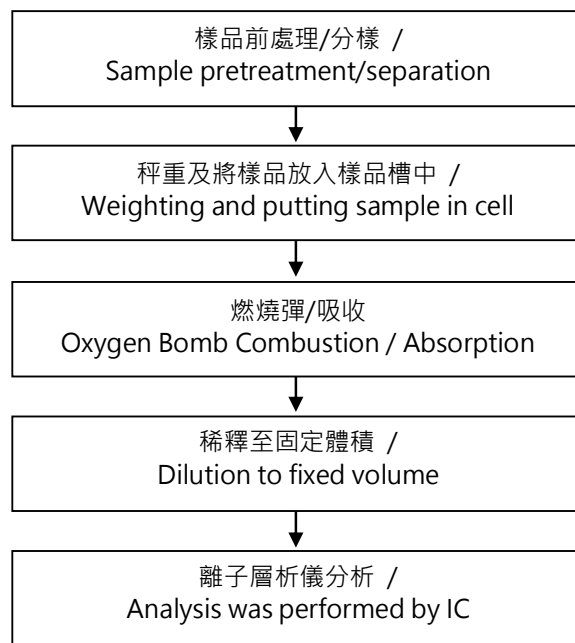 樣品前處理/分樣 /
Sample pretreatment/separation
秤重及將樣品放入樣品槽中 /
Weighting and putting sample in cell
燃燒彈/吸收
Oxygen Bomb Combustion / Absorption
稀釋至固定體積 /
Dilution to fixed volume
離子層析儀分析 /
Analysis was performed by IC